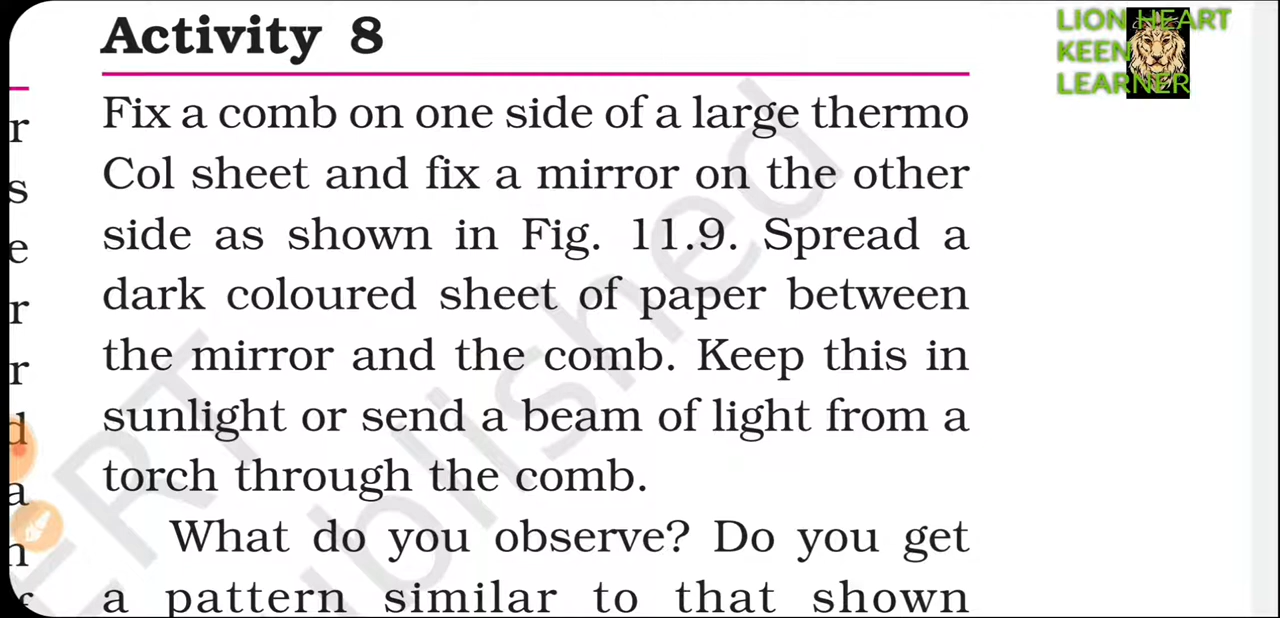 Activity 8
LION HEART
KEEN
LEARNER
Fix a comb on one side of a large thermo
Col sheet and fix a mirror on the other
side as shown in Fig. 11.9. Spread a
dark coloured sheet of paper between
the mirror and the comb. Keep this in
sunlight or send a beam of light from a
torch through the comb.
What do you observe? Do you get
a pattern similar to that shown
r
s
e
r
r
d
a
n